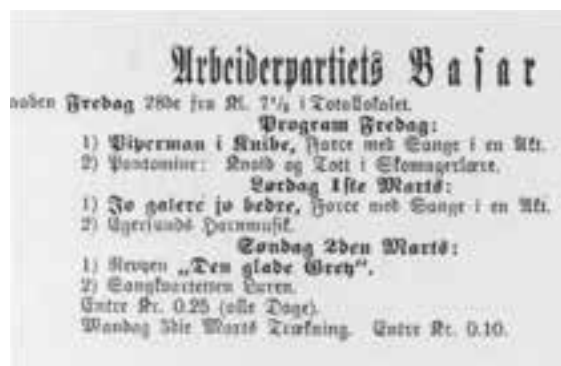 Arbeiderpartiets Basar
aabnes Fredag 28de fra Kl. 7½ i Totallokalet.
Program Fredag:
1) Piperman i Knibe, Farce med Sange i en Akt.
2) Pantomine: Knold og Tott i Skomagerlære.
Lørdag 1ste Marts:
1) Jo galere jo bedre, Farce med Sange i en Akt.
2) Egersunds Hornmusik.
Søndag 2den Marts:
1) Revyen „Den glade Grey“.
2) Sangkvartetten Luren.
Entre Kr. 0.25 (alle Dage).
Mandag 3die Marts Trækning. Entre Kr. 0.10.